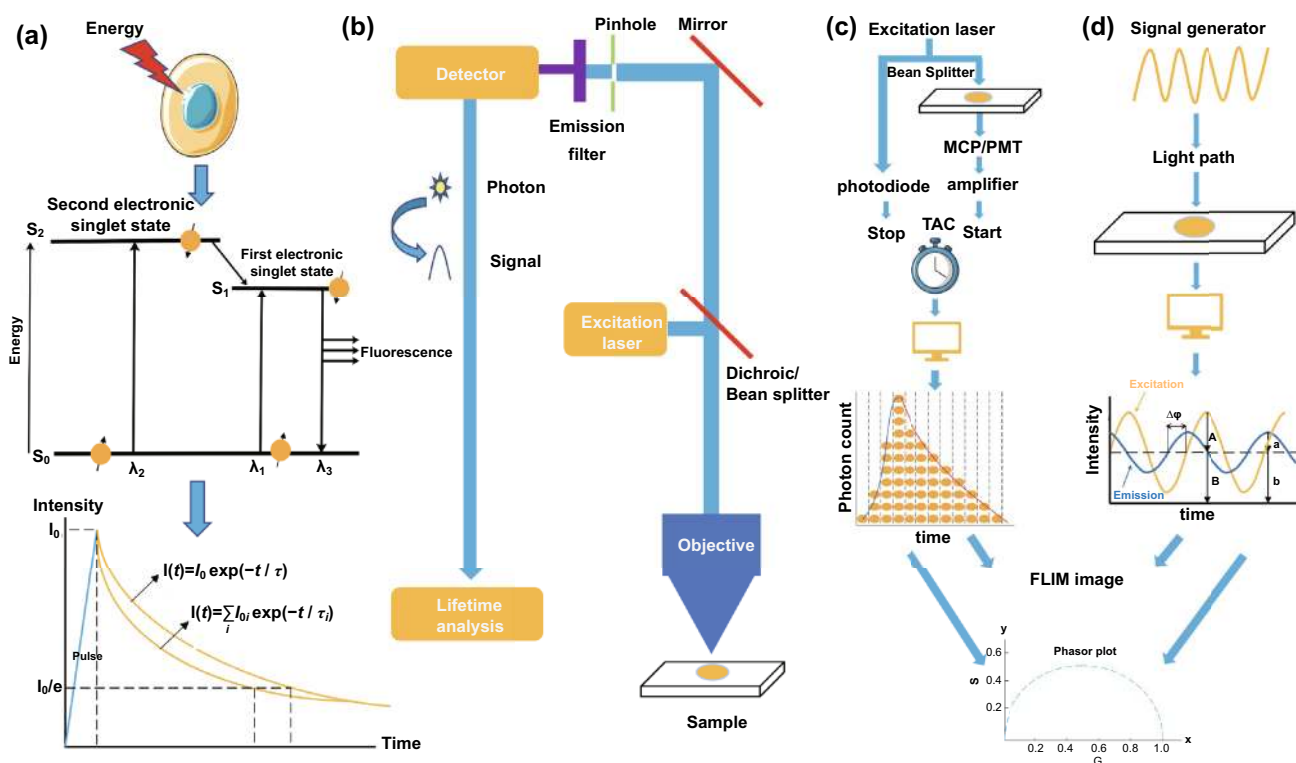 (a)
Energy
Second electronic
singlet state
S₂
First electronic
singlet state
S₁
Energy
Fluorescence
S₀
λ₂
λ₁
λ₃
Intensity
I₀
I(t)=I₀ exp(−t / τ)
I(t)=∑I₀ᵢ exp(−t / τᵢ)
i
Pulse
I₀/e
Time
(b)
Pinhole
Mirror
Detector
Emission
filter
Photon
Signal
Excitation
laser
Dichroic/
Bean splitter
Objective
Lifetime
analysis
Sample
(c)
Excitation laser
Bean Splitter
MCP/PMT
photodiode
amplifier
TAC
Stop
Start
Photon count
time
(d)
Signal generator
Light path
Excitation
Δφ
A
a
Intensity
B
b
Emission
time
FLIM image
y
Phasor plot
0.6
S
0.4
0.2
0.2 0.4 0.6 0.8 1.0
x
G